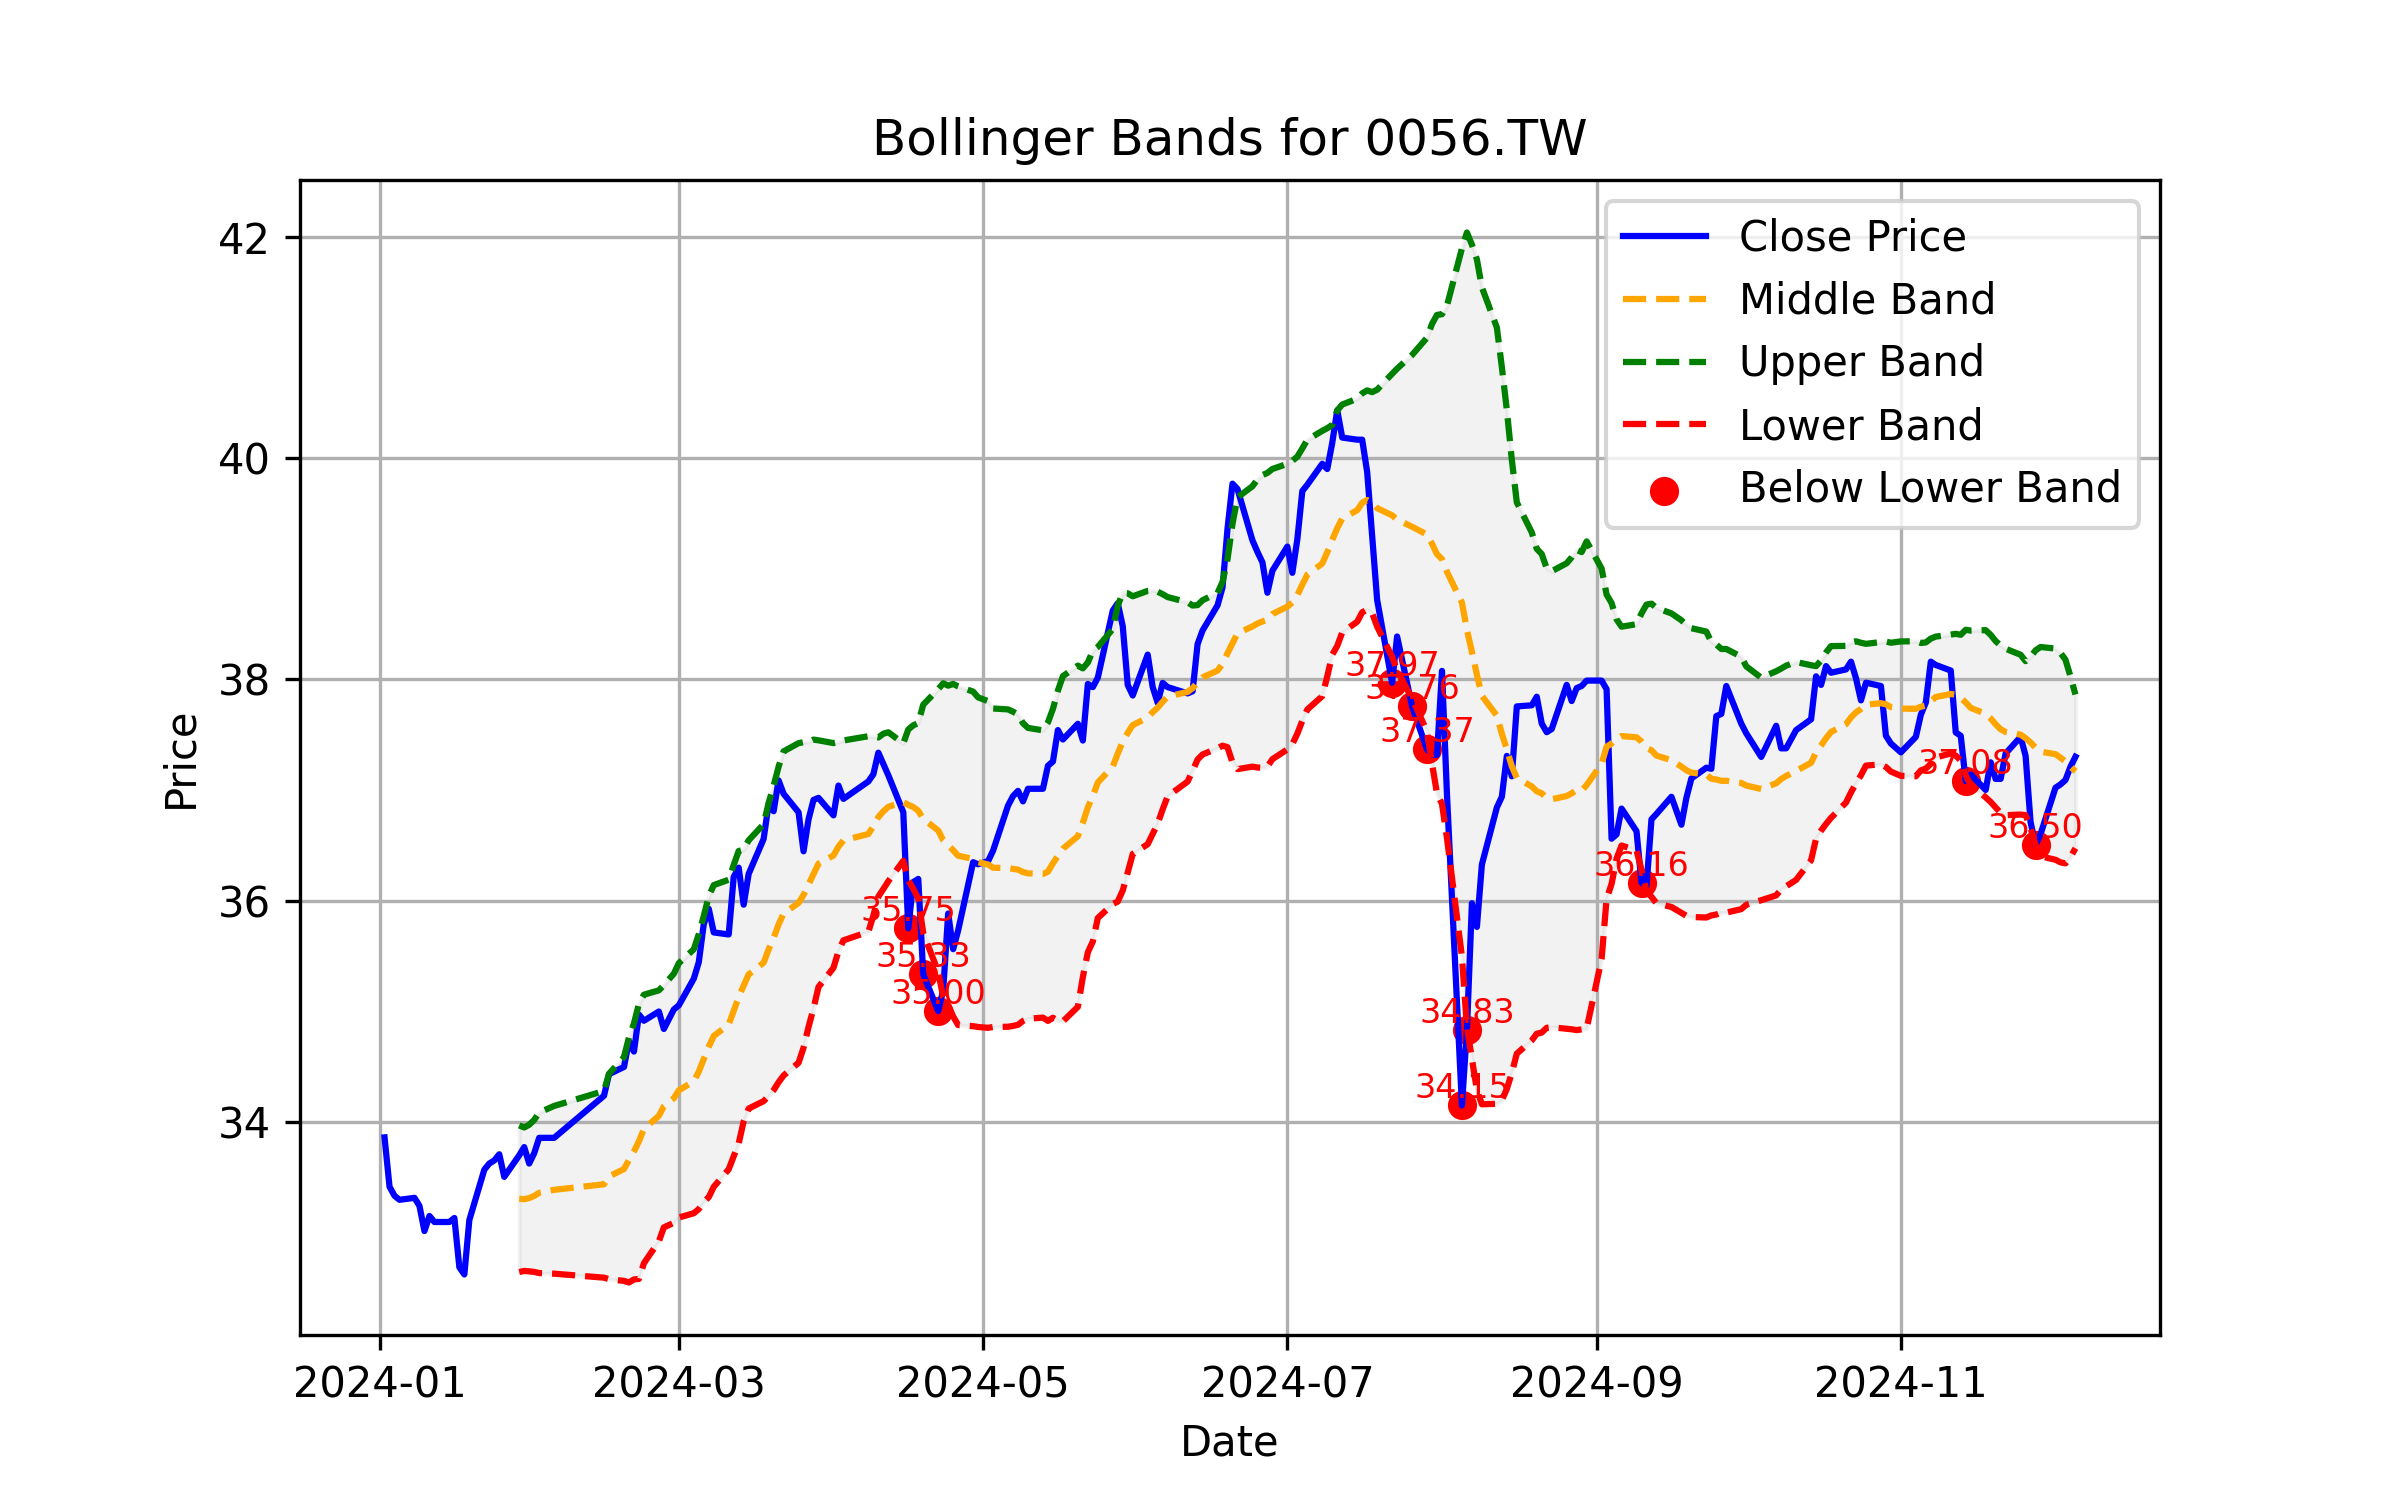 Bollinger Bands for 0056.TW
Close Price
Middle Band
Upper Band
Lower Band
Below Lower Band
Price
42
40
38
36
34
37.97
37.76
37.37
37.08
36.50
36.16
35.75
35.33
35.00
34.83
34.15
2024-01
2024-03
2024-05
2024-07
2024-09
2024-11
Date